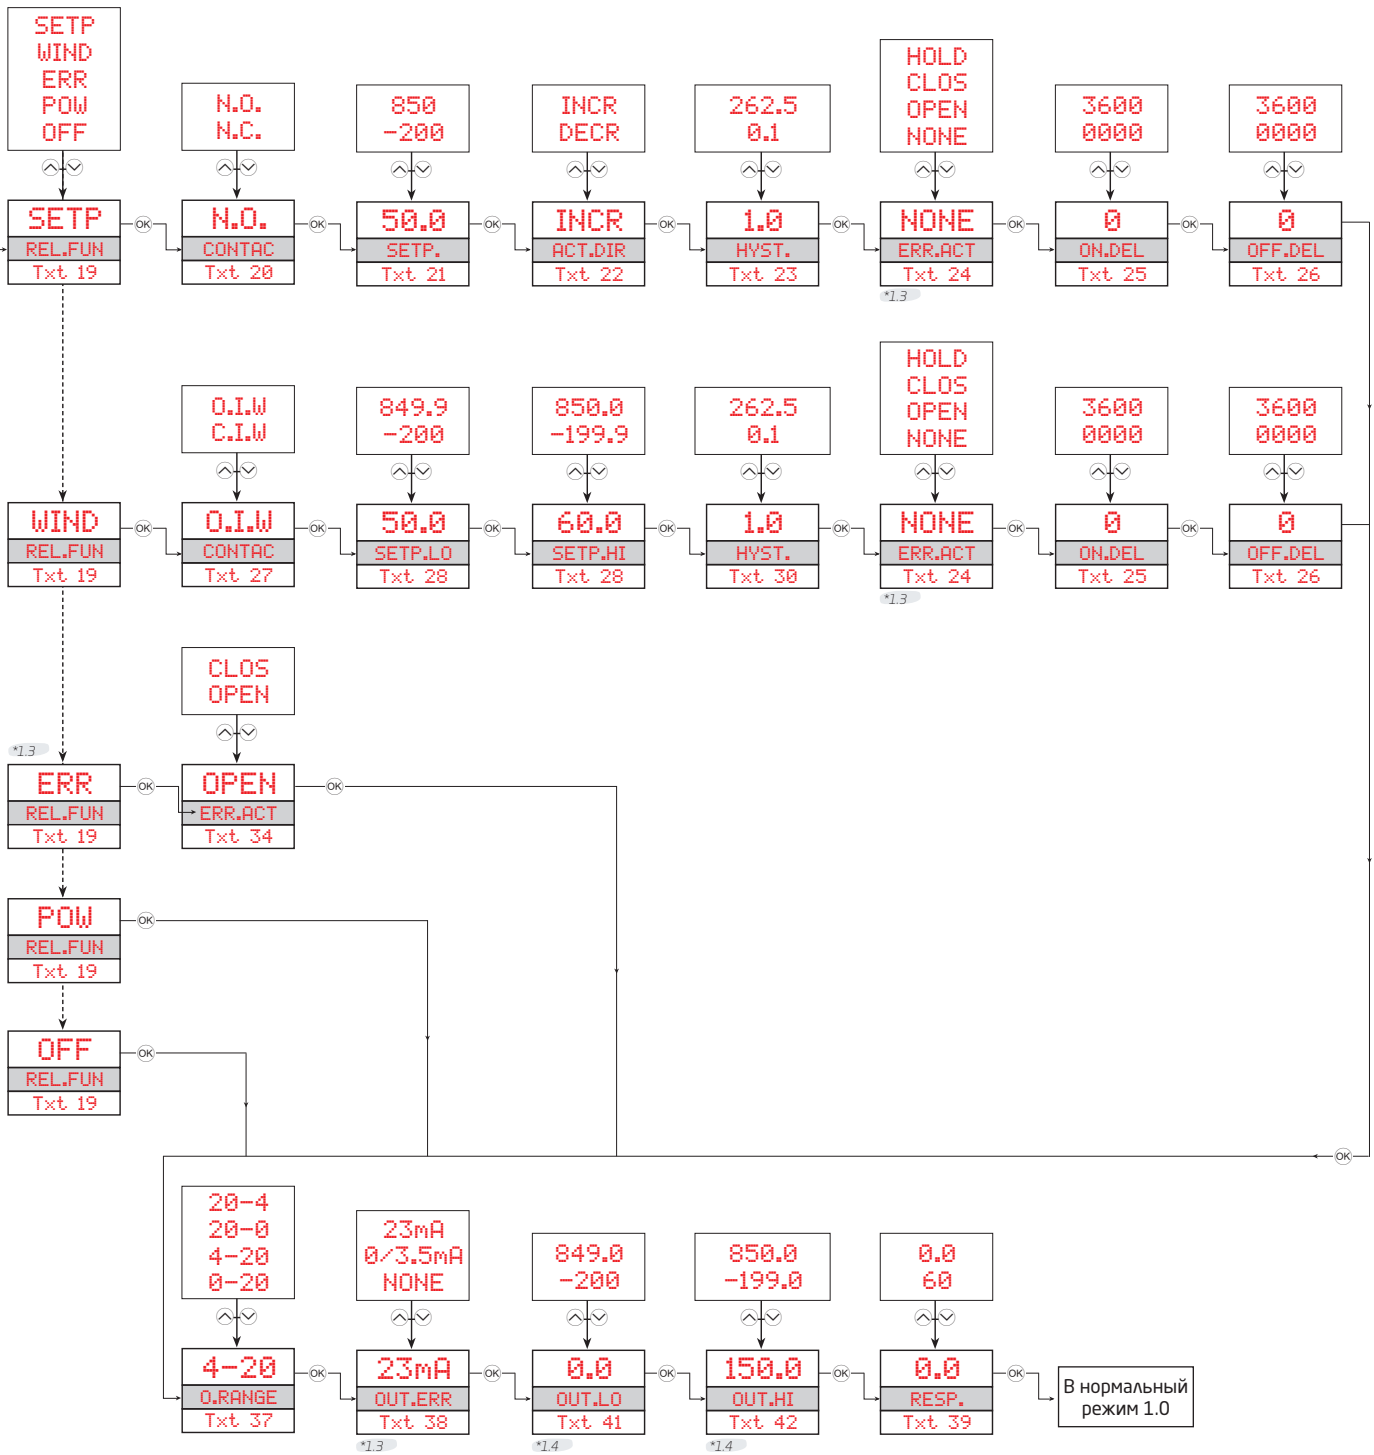 SETP
WIND
ERR
POW
OFF
N.O.
N.C.
850
-200
INCR
DECR
262.5
0.1
HOLD
CLOS
OPEN
NONE
3600
0000
3600
0000
SETP
REL.FUN
Txt 19
OK
N.O.
CONTAC
Txt 20
OK
50.0
SETP.
Txt 21
OK
INCR
ACT.DIR
Txt 22
OK
1.0
HYST.
Txt 23
OK
NONE
ERR.ACT
Txt 24
*1.3
OK
0
ON.DEL
Txt 25
OK
0
OFF.DEL
Txt 26
O.I.W
C.I.W
849.9
-200
850.0
-199.9
262.5
0.1
HOLD
CLOS
OPEN
NONE
3600
0000
3600
0000
WIND
REL.FUN
Txt 19
OK
O.I.W
CONTAC
Txt 27
OK
50.0
SETP.LO
Txt 28
OK
60.0
SETP.HI
Txt 28
OK
1.0
HYST.
Txt 30
OK
NONE
ERR.ACT
Txt 24
*1.3
OK
0
ON.DEL
Txt 25
OK
0
OFF.DEL
Txt 26
CLOS
OPEN
*1.3
ERR
REL.FUN
Txt 19
OK
OPEN
ERR.ACT
Txt 34
OK
POW
REL.FUN
Txt 19
OK
OFF
REL.FUN
Txt 19
OK
OK
20-4
20-0
4-20
0-20
23mA
0/3.5mA
NONE
849.0
-200
850.0
-199.0
0.0
60
4-20
O.RANGE
Txt 37
OK
23mA
OUT.ERR
Txt 38
*1.3
OK
0.0
OUT.LO
Txt 41
*1.4
OK
150.0
OUT.HI
Txt 42
*1.4
OK
0.0
RESP.
Txt 39
OK
В нормальный
режим 1.0